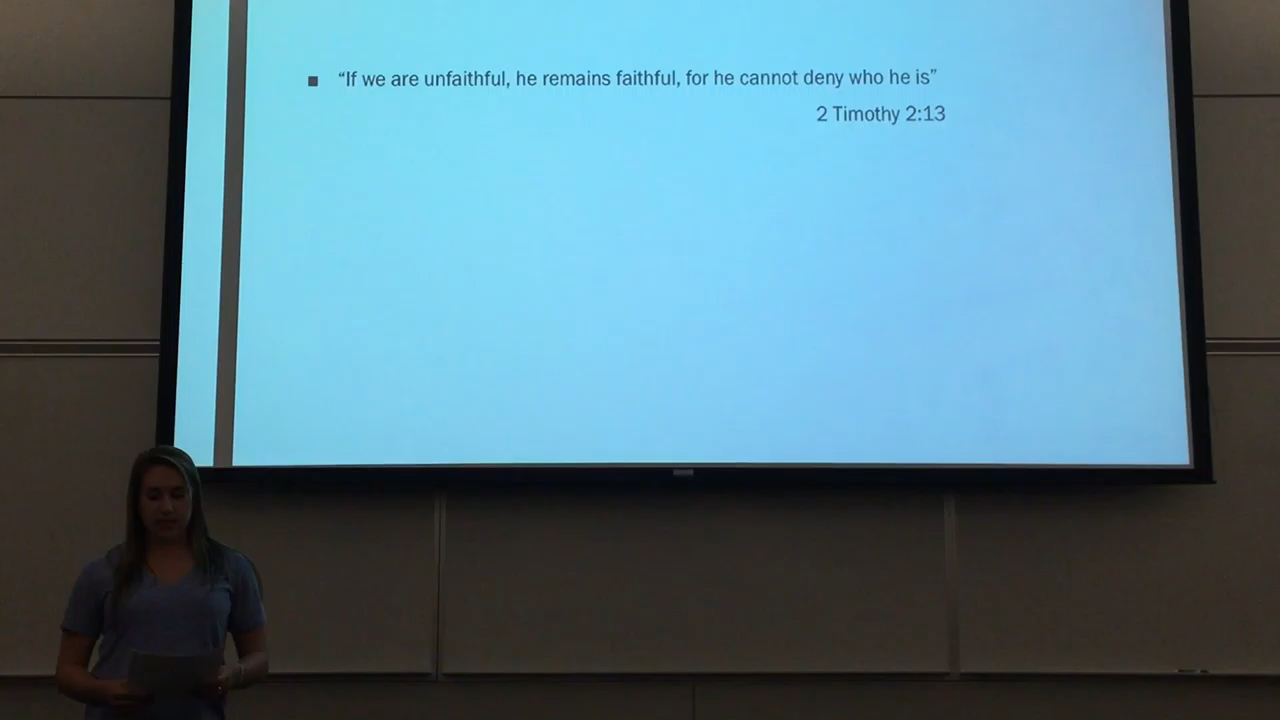 “If we are unfaithful, he remains faithful, for he cannot deny who he is”
2 Timothy 2:13